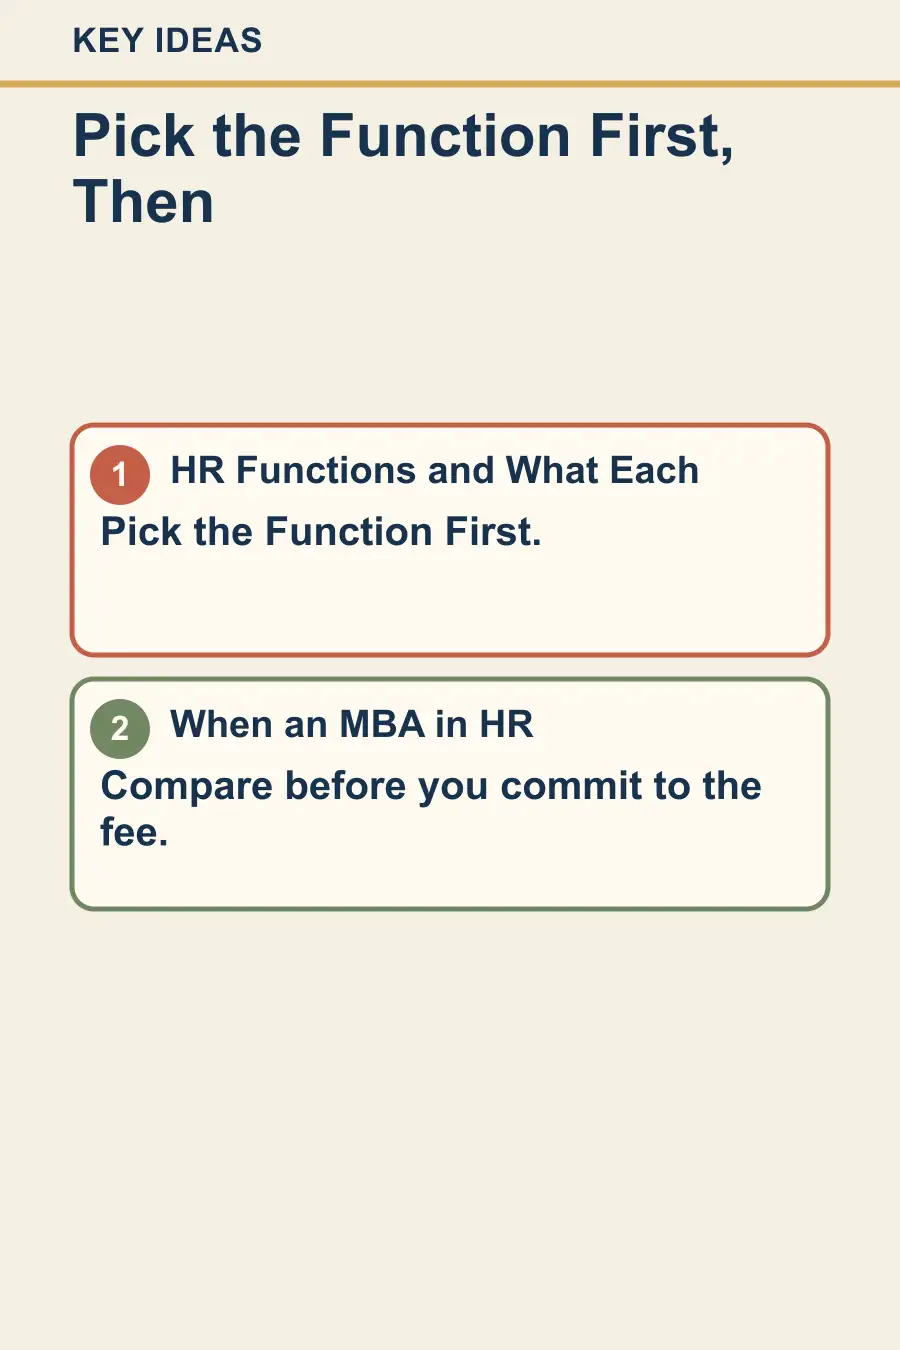 KEY IDEAS
Pick the Function First,
Then
1 HR Functions and What Each
Pick the Function First.
2 When an MBA in HR
Compare before you commit to the
fee.